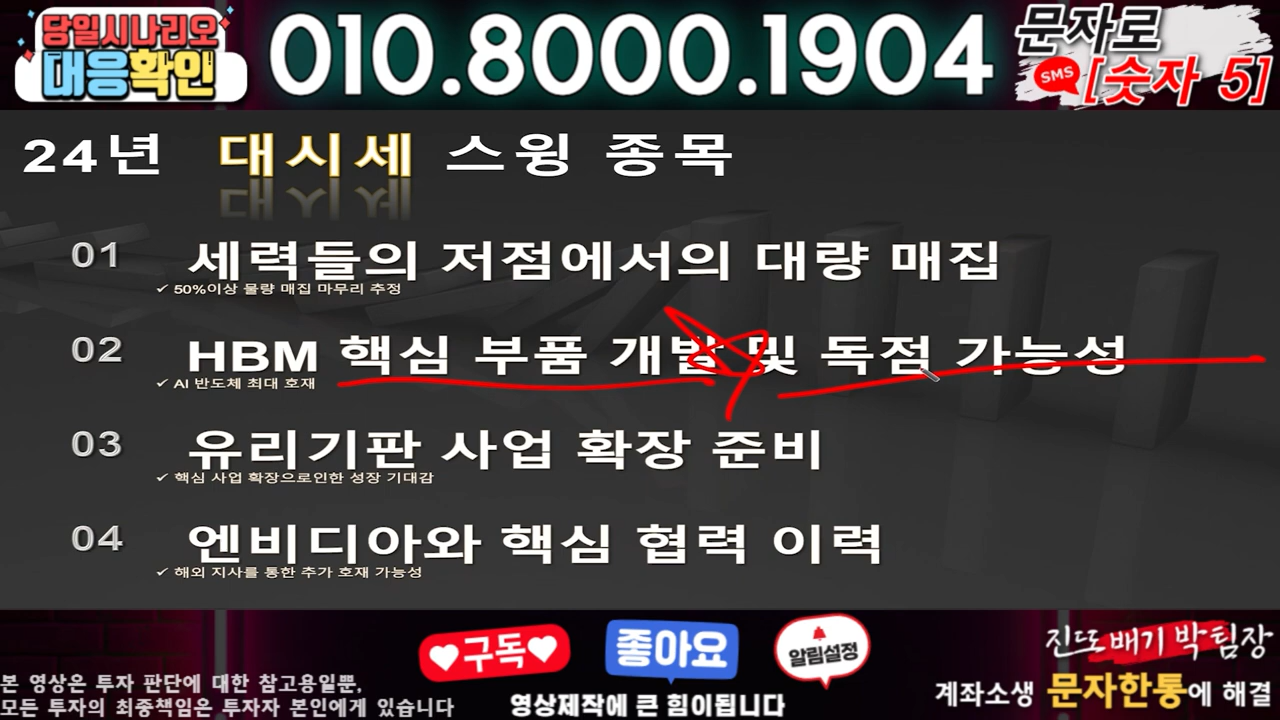 당일시나리오
대응확인
010.8000.1904
문자로
SMS
[숫자 5]
24년 대시세 스윙 종목
01 세력들의 저점에서의 대량 매집
✓ 50%이상 물량 매집 마무리 추정
02 HBM 핵심 부품 개발 및 독점 가능성
✓ AI 반도체 최대 호재
03 유리기판 사업 확장 준비
✓ 핵심 사업 확장으로인한 성장 기대감
04 엔비디아와 핵심 협력 이력
✓ 해외 지사를 통한 추가 호재 가능성
본 영상은 투자 판단에 대한 참고용일뿐,
모든 투자의 최종책임은 투자자 본인에게 있습니다
구독
좋아요
알림설정
영상제작에 큰 힘이됩니다
진또배기 박팀장
계좌소생 문자한통에 해결